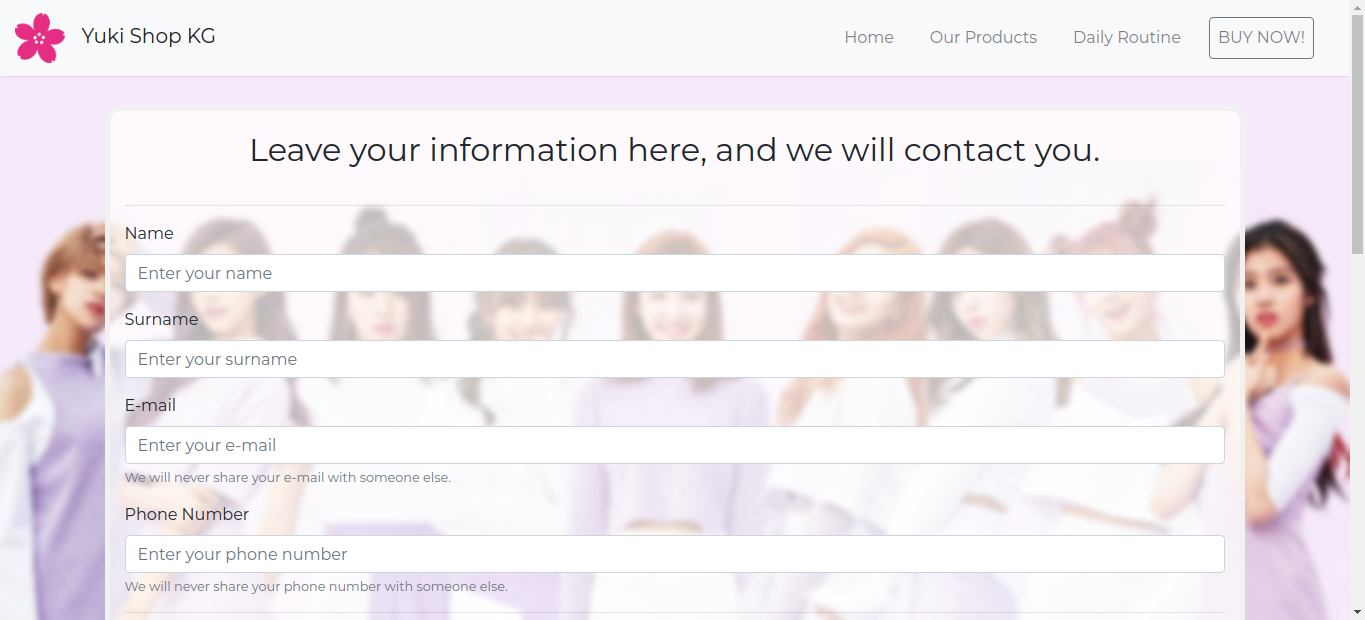 Yuki Shop KG
Home
Our Products
Daily Routine
BUY NOW!
Leave your information here, and we will contact you.
Name
Enter your name
Surname
Enter your surname
E-mail
Enter your e-mail
We will never share your e-mail with someone else.
Phone Number
Enter your phone number
We will never share your phone number with someone else.